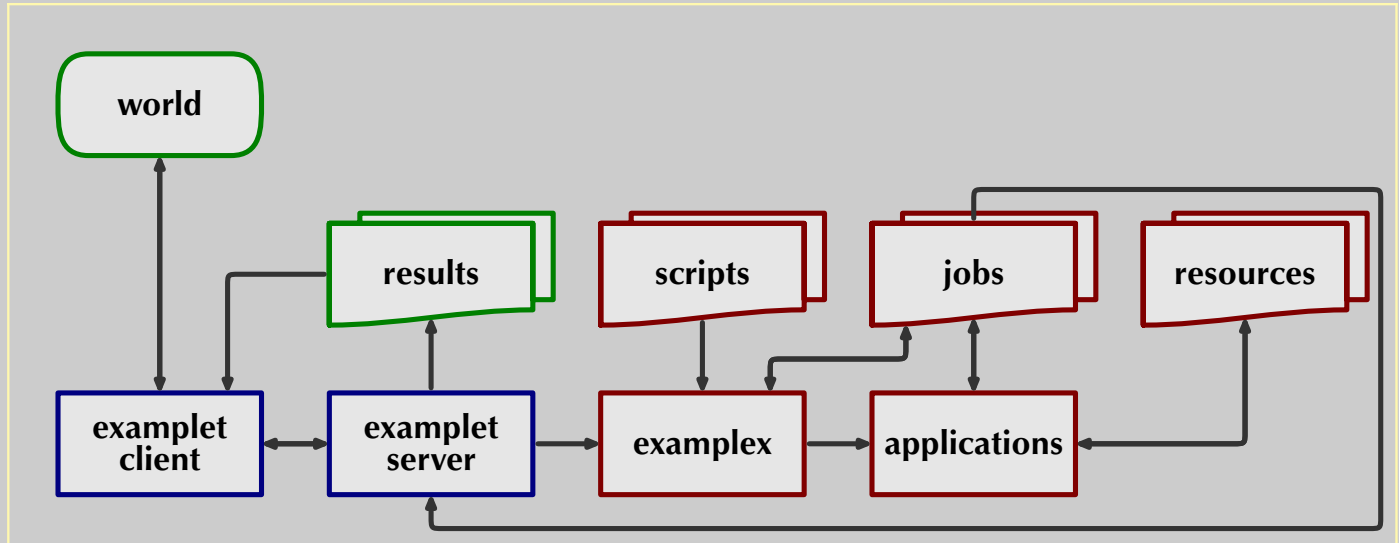 world
results
scripts
jobs
resources
examplet
client
examplet
server
examplex
applications